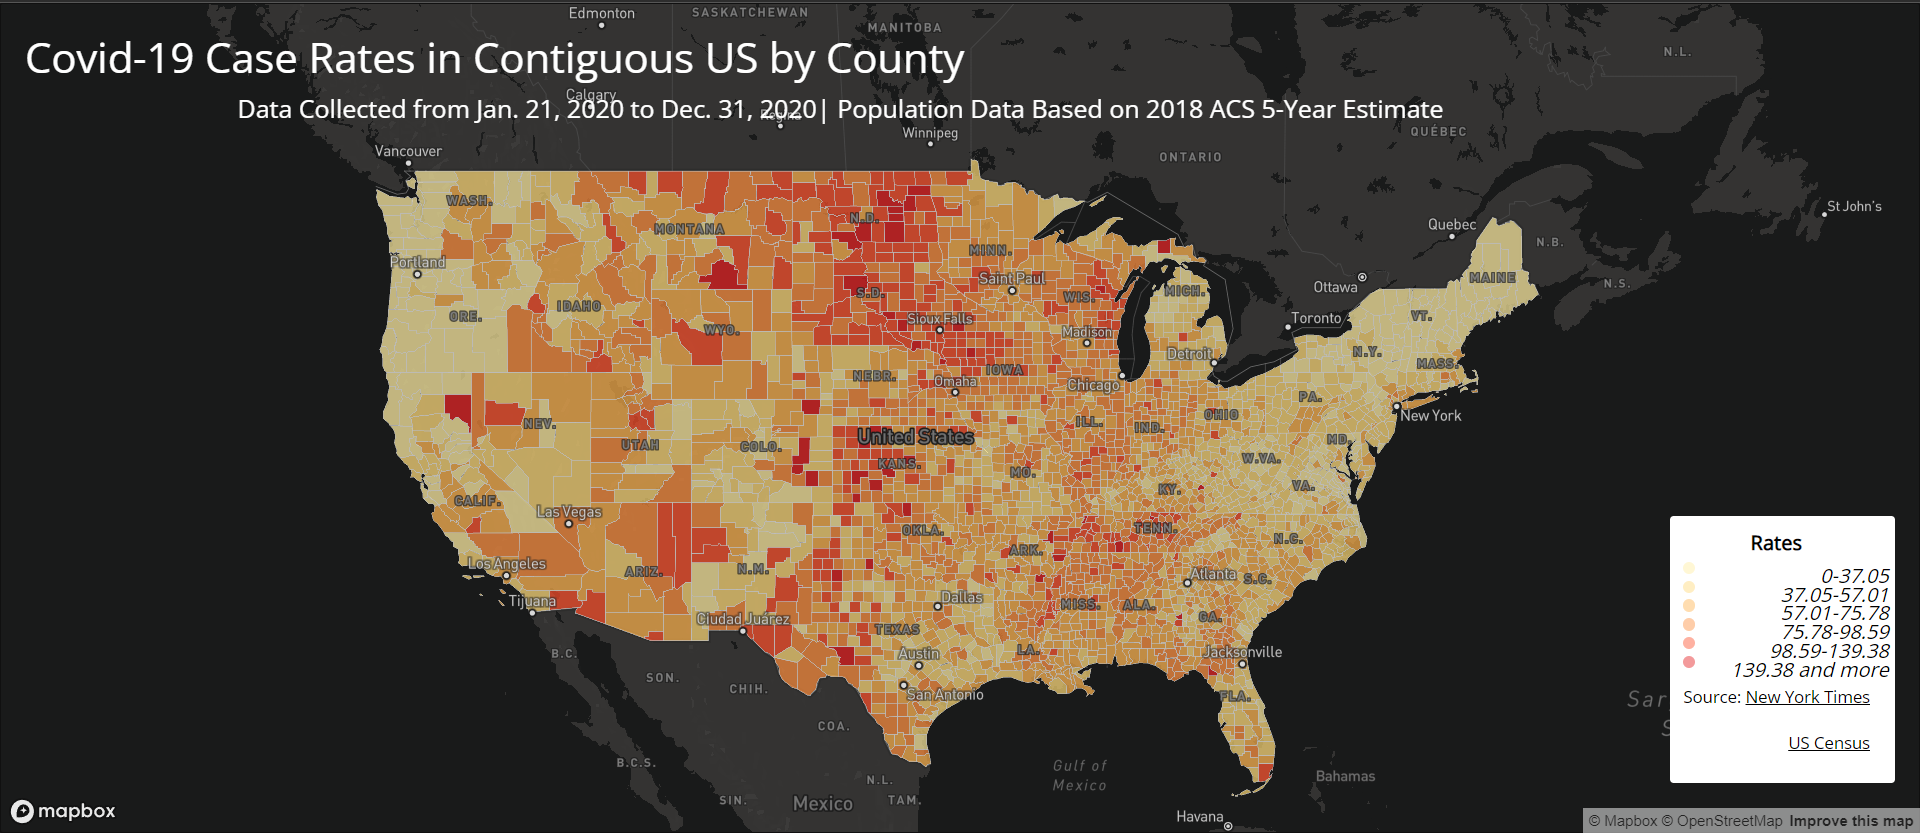 Edmonton
SASKATCHEWAN
MANITOBA
N.L.
Covid-19 Case Rates in Contiguous US by County
Calgary
Data Collected from Jan. 21, 2020 to Dec. 31, 2020| Population Data Based on 2018 ACS 5-Year Estimate
Regina
Winnipeg
QUÉBEC
Vancouver
ONTARIO
WASH.
MONTANA
N.D.
St John's
Quebec
N.B.
MINN.
Portland
Saint Paul
MAINE
Ottawa
N.S.
IDAHO
S.D.
WIS.
MICH.
ORE.
WYO.
Sioux Falls
Madison
Toronto
VT.
Detroit
N.Y.
MASS.
NEBR.
Omaha
IOWA
Chicago
PA.
NEV.
ILL.
IND.
OHIO
New York
UTAH
COLO.
United States
MD.
KANS.
MO.
W.VA.
CALIF.
KY.
VA.
Las Vegas
OKLA.
TENN.
N.C.
Los Angeles
ARIZ.
N.M.
ARK.
Atlanta
S.C.
Tijuana
Ciudad Juárez
Dallas
MISS.
ALA.
GA.
TEXAS
B.C.
Austin
LA.
Jacksonville
SON.
CHIH.
San Antonio
FLA.
COA.
B.C.S.
Gulf of
Mexico
Bahamas
N.L.
SIN.
Mexico
TAM.
Havana
Sar
S
Rates
0-37.05
37.05-57.01
57.01-75.78
75.78-98.59
98.59-139.38
139.38 and more
Source: New York Times
US Census
mapbox
© Mapbox © OpenStreetMap Improve this map